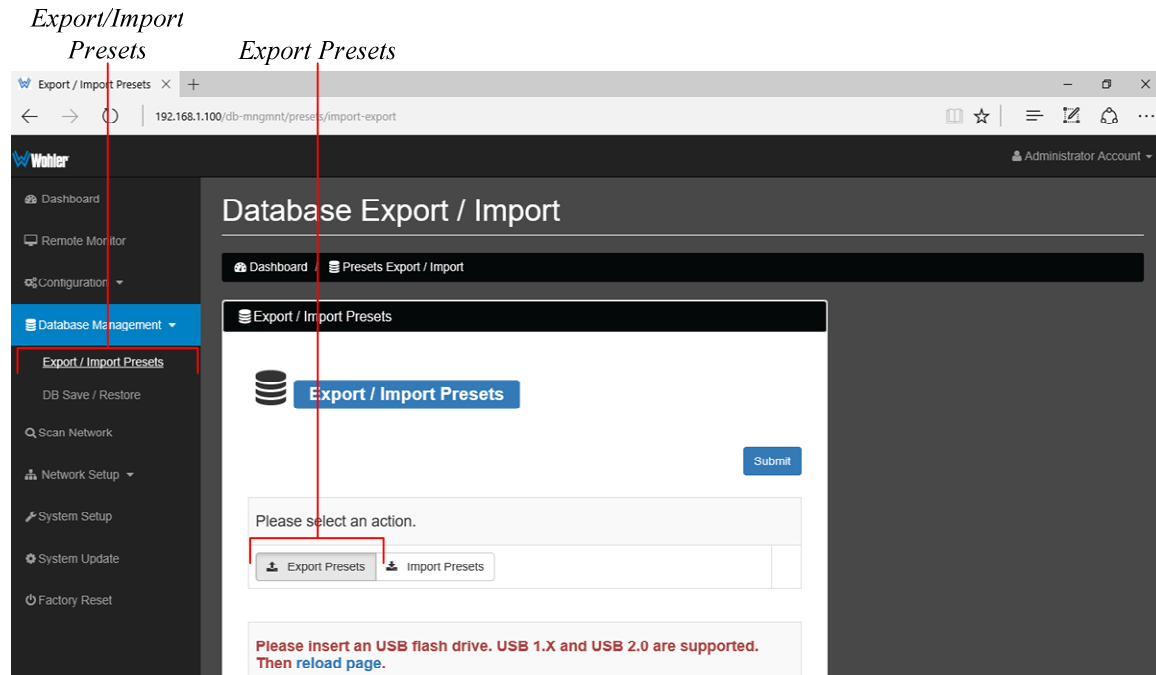 Export/Import
Presets
Export Presets
Export / Import Presets
192.168.1.100/db-mngmnt/presets/import-export
Wohler
Administrator Account
Dashboard
Remote Monitor
Configuration
Database Management
Export / Import Presets
DB Save / Restore
Scan Network
Network Setup
System Setup
System Update
Factory Reset
Database Export / Import
Dashboard / Presets Export / Import
Export / Import Presets
Export / Import Presets
Submit
Please select an action.
Export Presets Import Presets
Please insert an USB flash drive. USB 1.X and USB 2.0 are supported.
Then reload page.